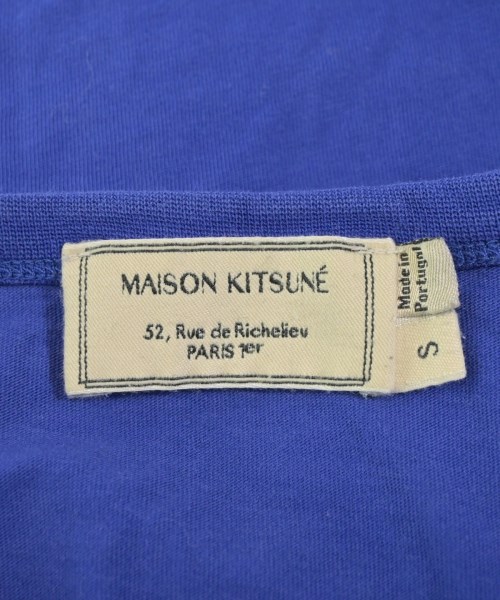 MAISON KITSUNÉ
52, Rue de Richelieu
PARIS 1er
Made in
Portugal
S